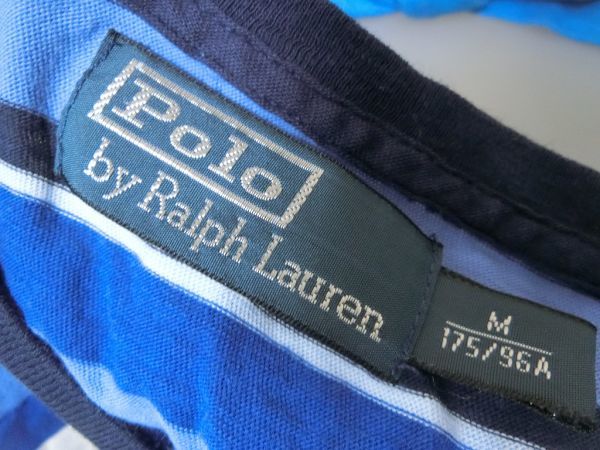 Polo
by Ralph Lauren
M
175/96A